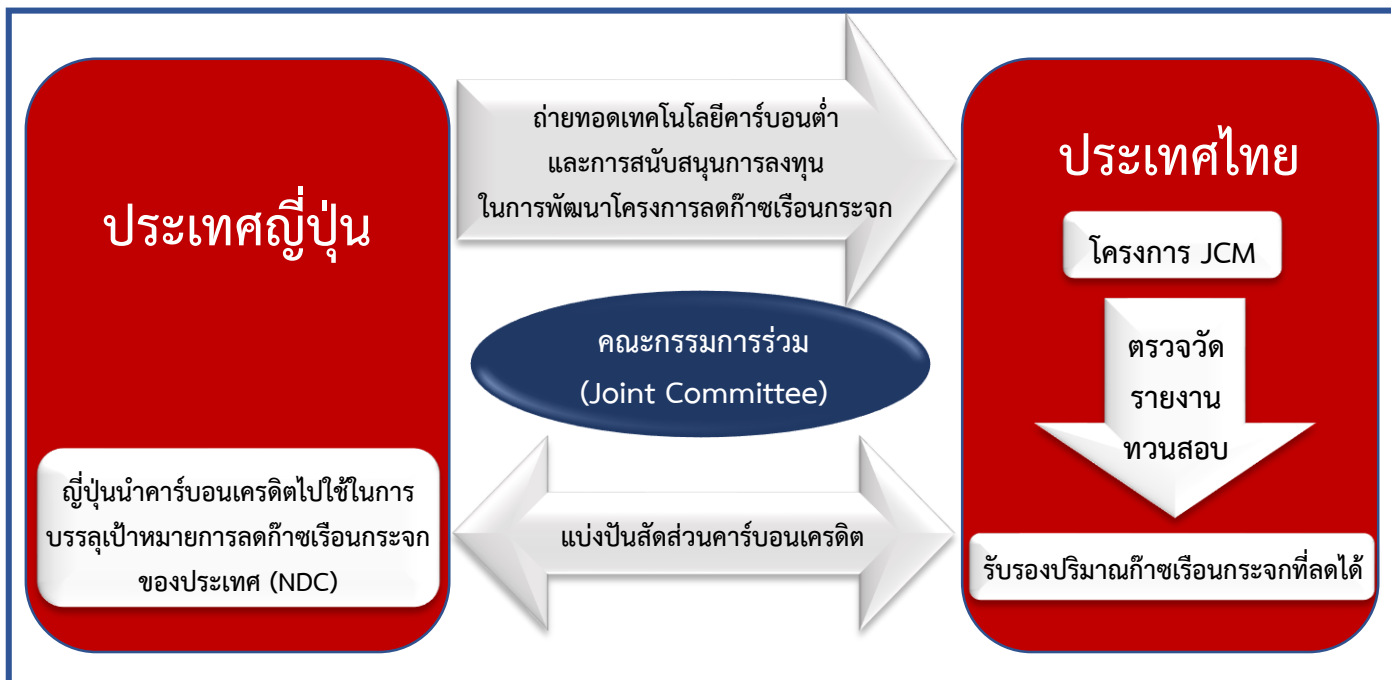 ประเทศญี่ปุ่น
ญี่ปุ่นนำคาร์บอนเครดิตไปใช้ในการ
บรรลุเป้าหมายการลดก๊าซเรือนกระจก
ของประเทศ (NDC)
ถ่ายทอดเทคโนโลยีคาร์บอนต่ำ
และการสนับสนุนการลงทุน
ในการพัฒนาโครงการลดก๊าซเรือนกระจก
คณะกรรมการร่วม
(Joint Committee)
แบ่งปันสัดส่วนคาร์บอนเครดิต
ประเทศไทย
โครงการ JCM
ตรวจวัด
รายงาน
ทวนสอบ
รับรองปริมาณก๊าซเรือนกระจกที่ลดได้